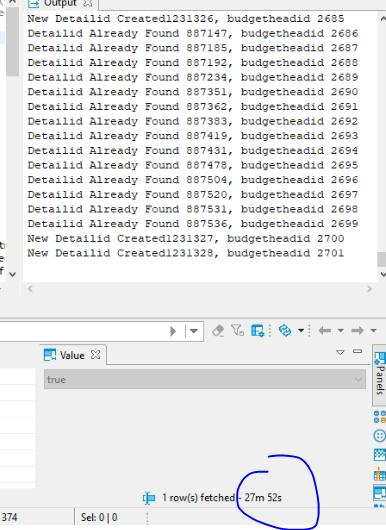 Output
New Detailid Created1231326, budgetheadid 2685
Detailid Already Found 887147, budgetheadid 2686
Detailid Already Found 887185, budgetheadid 2687
Detailid Already Found 887192, budgetheadid 2688
Detailid Already Found 887234, budgetheadid 2689
Detailid Already Found 887351, budgetheadid 2690
Detailid Already Found 887362, budgetheadid 2691
Detailid Already Found 887383, budgetheadid 2692
Detailid Already Found 887419, budgetheadid 2693
Detailid Already Found 887431, budgetheadid 2694
Detailid Already Found 887478, budgetheadid 2695
Detailid Already Found 887504, budgetheadid 2696
Detailid Already Found 887520, budgetheadid 2697
Detailid Already Found 887531, budgetheadid 2698
Detailid Already Found 887536, budgetheadid 2699
New Detailid Created1231327, budgetheadid 2700
New Detailid Created1231328, budgetheadid 2701
Value
true
Panels
1 row(s) fetched - 27m 52s
374
Sel: 0 | 0